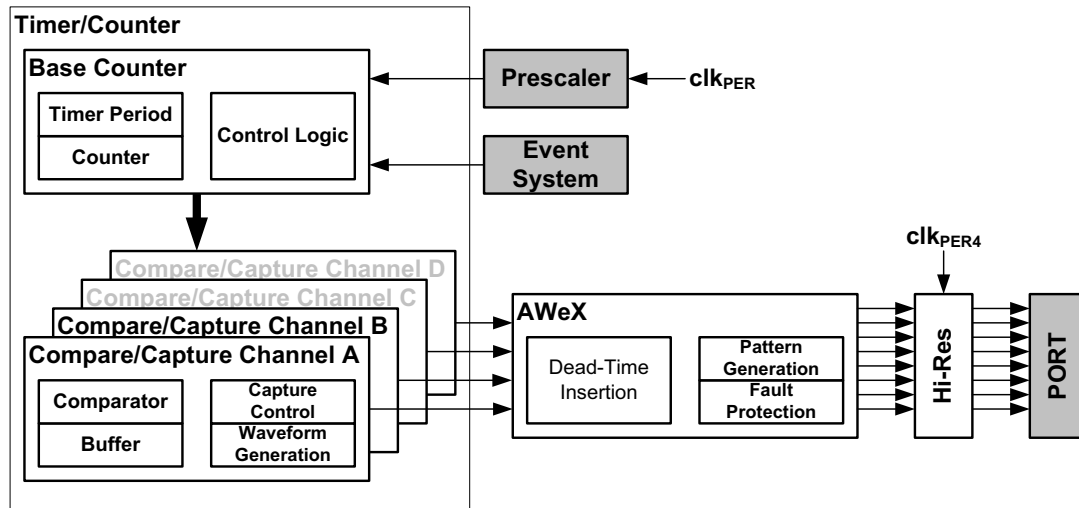 Timer/Counter
Base Counter
Timer Period
Counter
Control Logic
Prescaler
clkPER
Event
System
Compare/Capture Channel D
Compare/Capture Channel C
Compare/Capture Channel B
Compare/Capture Channel A
Comparator
Buffer
Capture
Control
Waveform
Generation
AWeX
Dead-Time
Insertion
Pattern
Generation
Fault
Protection
clkPER4
Hi-Res
PORT